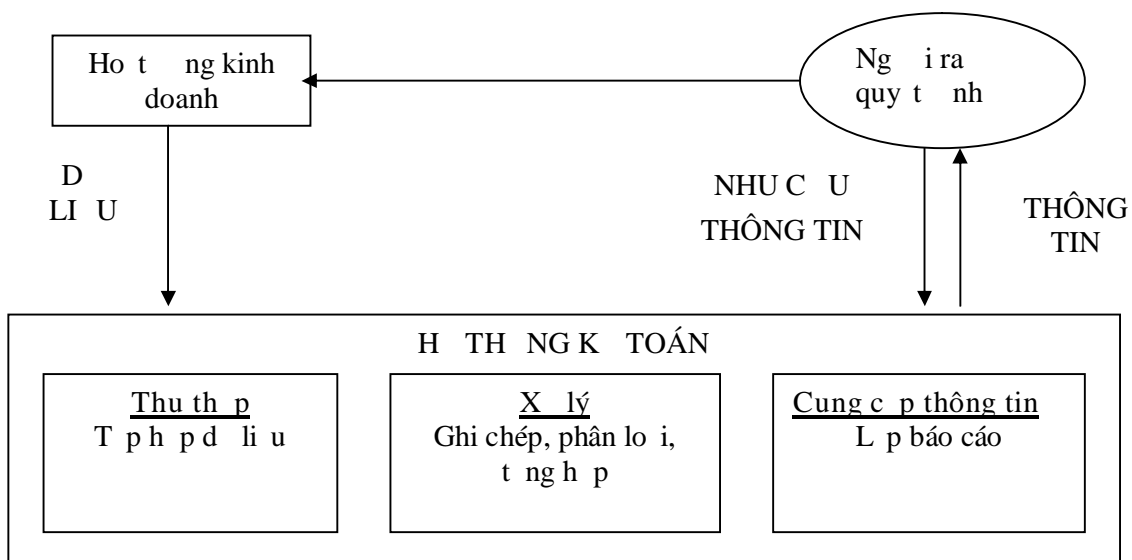 Ho t ng kinh
doanh
Ng i ra
quy t nh
D
LI U
NHU C U
THÔNG TIN
THÔNG
TIN
H TH NG K TOÁN
Thu th p
T p h p d li u
X lý
Ghi chép, phân lo i,
t ng h p
Cung c p thông tin
L p báo cáo